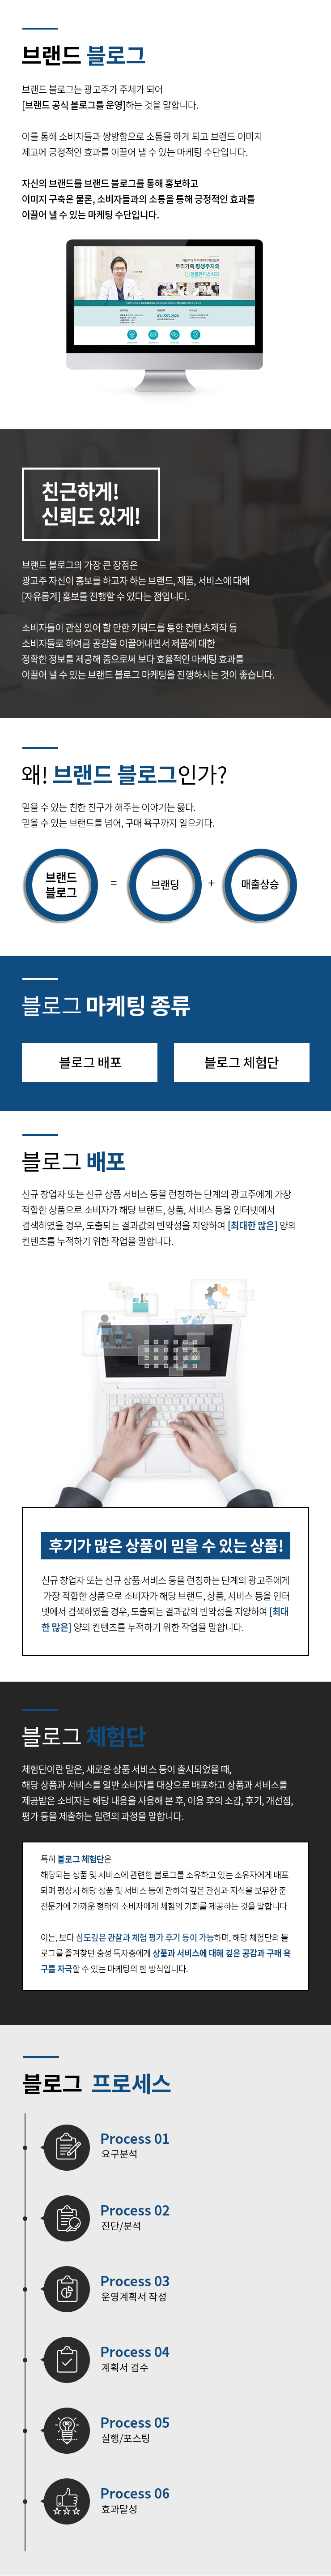 브랜드 블로그
브랜드 블로그는 광고주가 주체가 되어
[브랜드 공식 블로그를 운영]하는 것을 말합니다.
이를 통해 소비자들과 쌍방향으로 소통을 하게 되고 브랜드 이미지
제고에 긍정적인 효과를 이끌어 낼 수 있는 마케팅 수단입니다.
자신의 브랜드를 브랜드 블로그를 통해 홍보하고
이미지 구축은 물론, 소비자들과의 소통을 통해 긍정적인 효과를
이끌어 낼 수 있는 마케팅 수단입니다.
우리가족 평생주치의
친근하게!
신뢰도 있게!
브랜드 블로그의 가장 큰 장점은
광고주 자신이 홍보를 하고자 하는 브랜드, 제품, 서비스에 대해
[자유롭게] 홍보를 진행할 수 있다는 점입니다.
소비자들이 관심 있어 할 만한 키워드를 통한 컨텐츠제작 등
소비자들로 하여금 공감을 이끌어내면서 제품에 대한
정확한 정보를 제공해 줌으로써 보다 효율적인 마케팅 효과를
이끌어 낼 수 있는 브랜드 블로그 마케팅을 진행하시는 것이 좋습니다.
왜! 브랜드 블로그인가?
믿을 수 있는 친한 친구가 해주는 이야기는 옳다.
믿을 수 있는 브랜드를 넘어, 구매 욕구까지 일으키다.
브랜드
블로그
=
브랜딩
+
매출상승
블로그 마케팅 종류
블로그 배포
블로그 체험단
블로그 배포
신규 창업자 또는 신규 상품 서비스 등을 런칭하는 단계의 광고주에게 가장
적합한 상품으로 소비자가 해당 브랜드, 상품, 서비스 등을 인터넷에서
검색하였을 경우, 도출되는 결과값의 빈약성을 지양하여 [최대한 많은] 양의
컨텐츠를 누적하기 위한 작업을 말합니다.
후기가 많은 상품이 믿을 수 있는 상품!
신규 창업자 또는 신규 상품 서비스 등을 런칭하는 단계의 광고주에게
가장 적합한 상품으로 소비자가 해당 브랜드, 상품, 서비스 등을 인터
넷에서 검색하였을 경우, 도출되는 결과값의 빈약성을 지양하여 [최대
한 많은] 양의 컨텐츠를 누적하기 위한 작업을 말합니다.
블로그 체험단
체험단이란 말은, 새로운 상품 서비스 등이 출시되었을 때,
해당 상품과 서비스를 일반 소비자를 대상으로 배포하고 상품과 서비스를
제공받은 소비자는 해당 내용을 사용해 본 후, 이용 후의 소감, 후기, 개선점,
평가 등을 제출하는 일련의 과정을 말합니다.
특히 블로그 체험단은
해당되는 상품 및 서비스에 관련한 블로그를 소유하고 있는 소유자에게 배포
되며 평상시 해당 상품 및 서비스 등에 관하여 깊은 관심과 지식을 보유한 준
전문가에 가까운 형태의 소비자에게 체험의 기회를 제공하는 것을 말합니다
이는, 보다 심도깊은 관찰과 체험 평가 후기 등이 가능하며, 해당 체험단의 블
로그를 즐겨찾던 충성 독자층에게 상품과 서비스에 대해 깊은 공감과 구매 욕
구를 자극할 수 있는 마케팅의 한 방식입니다.
블로그 프로세스
Process 01
요구분석
Process 02
진단/분석
Process 03
운영계획서 작성
Process 04
계획서 검수
Process 05
실행/포스팅
Process 06
효과달성